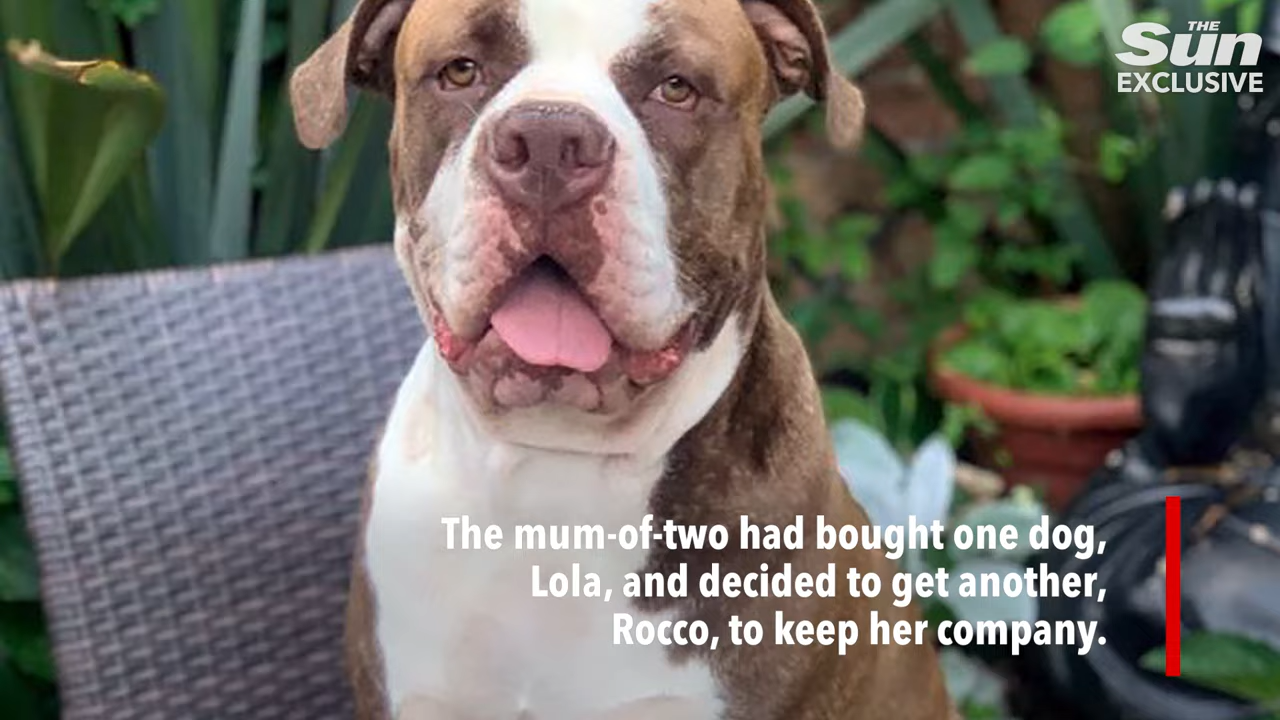 THE
Sun
EXCLUSIVE
The mum-of-two had bought one dog,
Lola, and decided to get another,
Rocco, to keep her company.